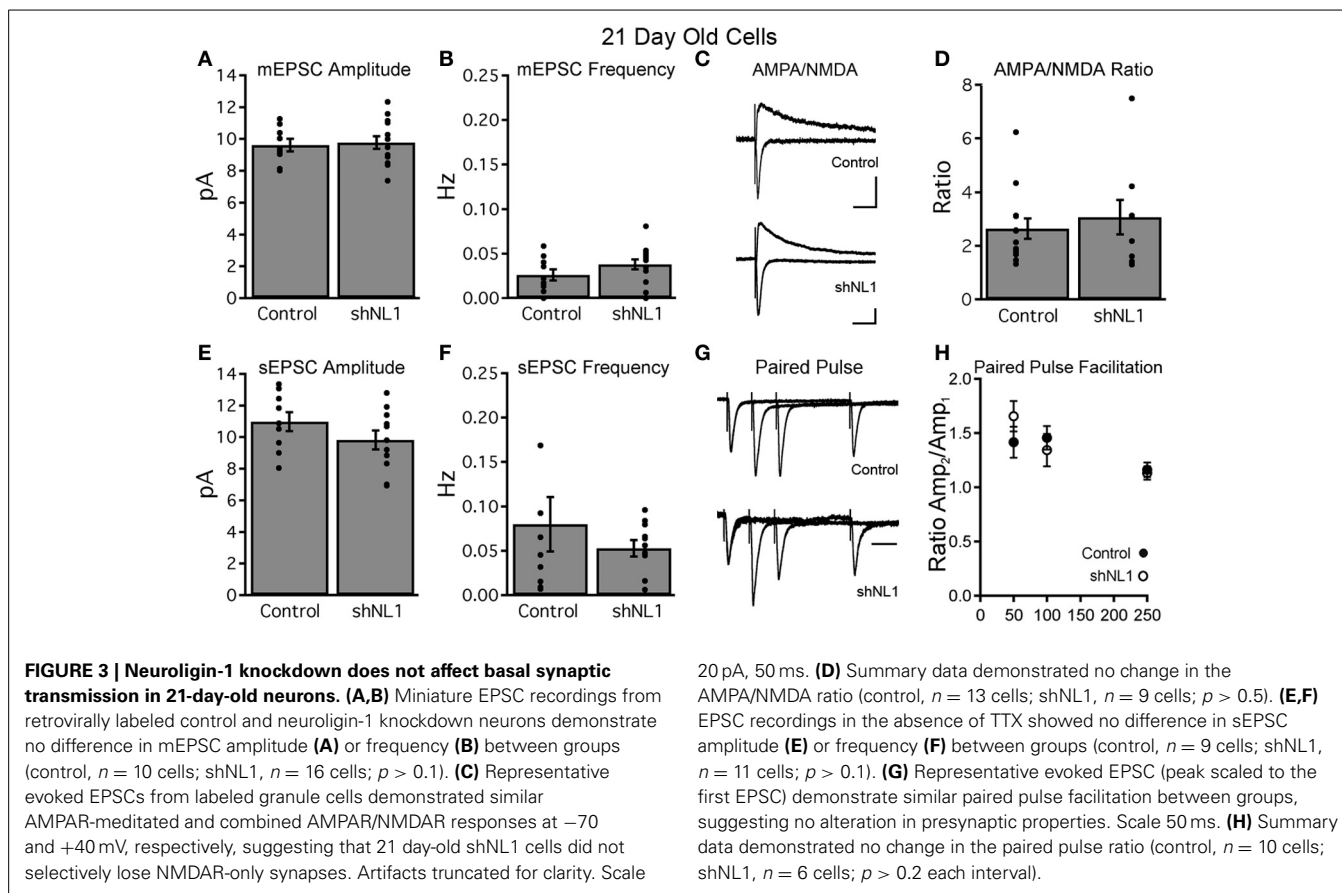 21 Day Old Cells
A
mEPSC Amplitude
14
12
10
8
6
4
2
0
pA
Control
shNL1
B
mEPSC Frequency
0.25
0.20
0.15
0.10
0.05
0.00
Hz
Control
shNL1
C
AMPA/NMDA
Control
shNL1
D
AMPA/NMDA Ratio
8
6
4
2
0
Ratio
Control
shNL1
E
sEPSC Amplitude
14
12
10
8
6
4
2
0
pA
Control
shNL1
F
sEPSC Frequency
0.25
0.20
0.15
0.10
0.05
0.00
Hz
Control
shNL1
G
Paired Pulse
Control
shNL1
H
Paired Pulse Facilitation
2.0
1.5
1.0
0.5
0.0
Ratio Amp₂/Amp₁
Control
shNL1
0 50 100 150 200 250
FIGURE 3 | Neuroligin-1 knockdown does not affect basal synaptic
transmission in 21-day-old neurons. (A,B) Miniature EPSC recordings from
retrovirally labeled control and neuroligin-1 knockdown neurons demonstrate
no difference in mEPSC amplitude (A) or frequency (B) between groups
(control, n = 10 cells; shNL1, n = 16 cells; p > 0.1). (C) Representative
evoked EPSCs from labeled granule cells demonstrated similar
AMPAR-meditated and combined AMPAR/NMDAR responses at −70
and +40 mV, respectively, suggesting that 21 day-old shNL1 cells did not
selectively lose NMDAR-only synapses. Artifacts truncated for clarity. Scale
20 pA, 50 ms. (D) Summary data demonstrated no change in the
AMPA/NMDA ratio (control, n = 13 cells; shNL1, n = 9 cells; p > 0.5). (E,F)
EPSC recordings in the absence of TTX showed no difference in sEPSC
amplitude (E) or frequency (F) between groups (control, n = 9 cells; shNL1,
n = 11 cells; p > 0.1). (G) Representative evoked EPSC (peak scaled to the
first EPSC) demonstrate similar paired pulse facilitation between groups,
suggesting no alteration in presynaptic properties. Scale 50 ms. (H) Summary
data demonstrated no change in the paired pulse ratio (control, n = 10 cells;
shNL1, n = 6 cells; p > 0.2 each interval).